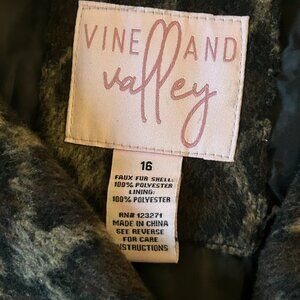 VINE AND
valley
16
FAUX FUR SHELL:
100% POLYESTER
LINING:
100% POLYESTER
RN# 123271
MADE IN CHINA
SEE REVERSE
FOR CARE
INSTRUCTIONS